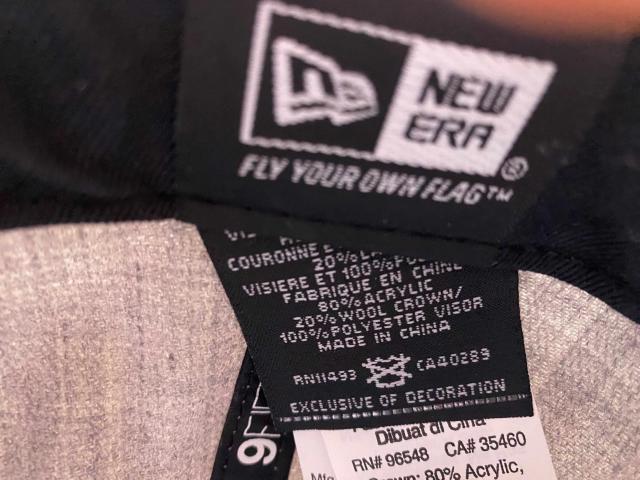 NEW
ERA®
FLY YOUR OWN FLAG™
COURONNE
20%
VISIERE ET 100%
FABRIQUE EN CHINE
80% ACRYLIC
20% WOOL CROWN/
100% POLYESTER VISOR
MADE IN CHINA
RN11493 CA40289
EXCLUSIVE OF DECORATION
9FI
Dibuat di Cina
RN# 96548 CA# 35460
Crown: 80% Acrylic,